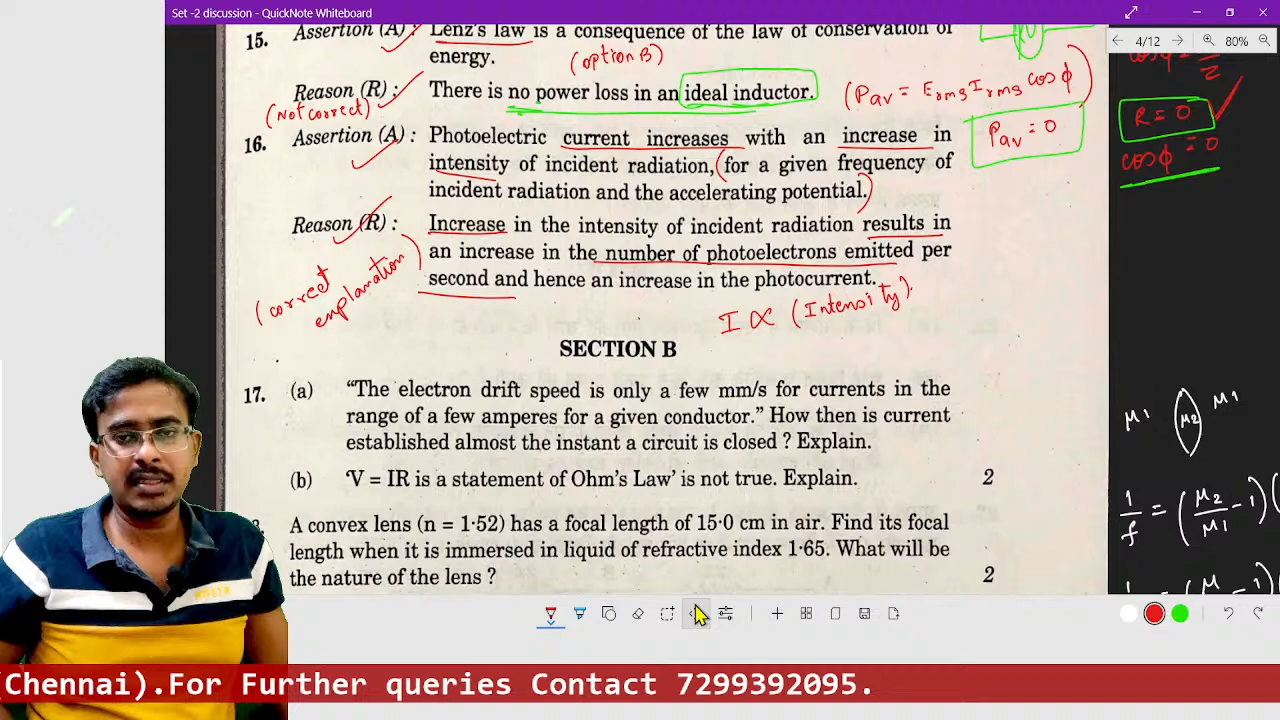 Set -2 discussion - QuickNote Whiteboard
4/12
80%
15. Assertion (A) : Lenz's law is a consequence of the law of conservation of
energy.
(option B)
Reason (R) : There is no power loss in an ideal inductor.
(Not correct)
(Pav = Erms Irms cos ϕ)
Pav = 0
R = 0
cosϕ = 0
16. Assertion (A) : Photoelectric current increases with an increase in
intensity of incident radiation, (for a given frequency of
incident radiation and the accelerating potential.)
Reason (R) : Increase in the intensity of incident radiation results in
an increase in the number of photoelectrons emitted per
second and hence an increase in the photocurrent.
(correct
explanation)
I ∝ (Intensity).
SECTION B
17. (a) "The electron drift speed is only a few mm/s for currents in the
range of a few amperes for a given conductor." How then is current
established almost the instant a circuit is closed ? Explain.
(b) 'V = IR is a statement of Ohm's Law' is not true. Explain. 2
A convex lens (n = 1·52) has a focal length of 15·0 cm in air. Find its focal
length when it is immersed in liquid of refractive index 1·65. What will be
the nature of the lens ? 2
μ1 μ2 μ1
1/f = (μ2/μ1 - 1)(
(Chennai).For Further queries Contact 7299392095.